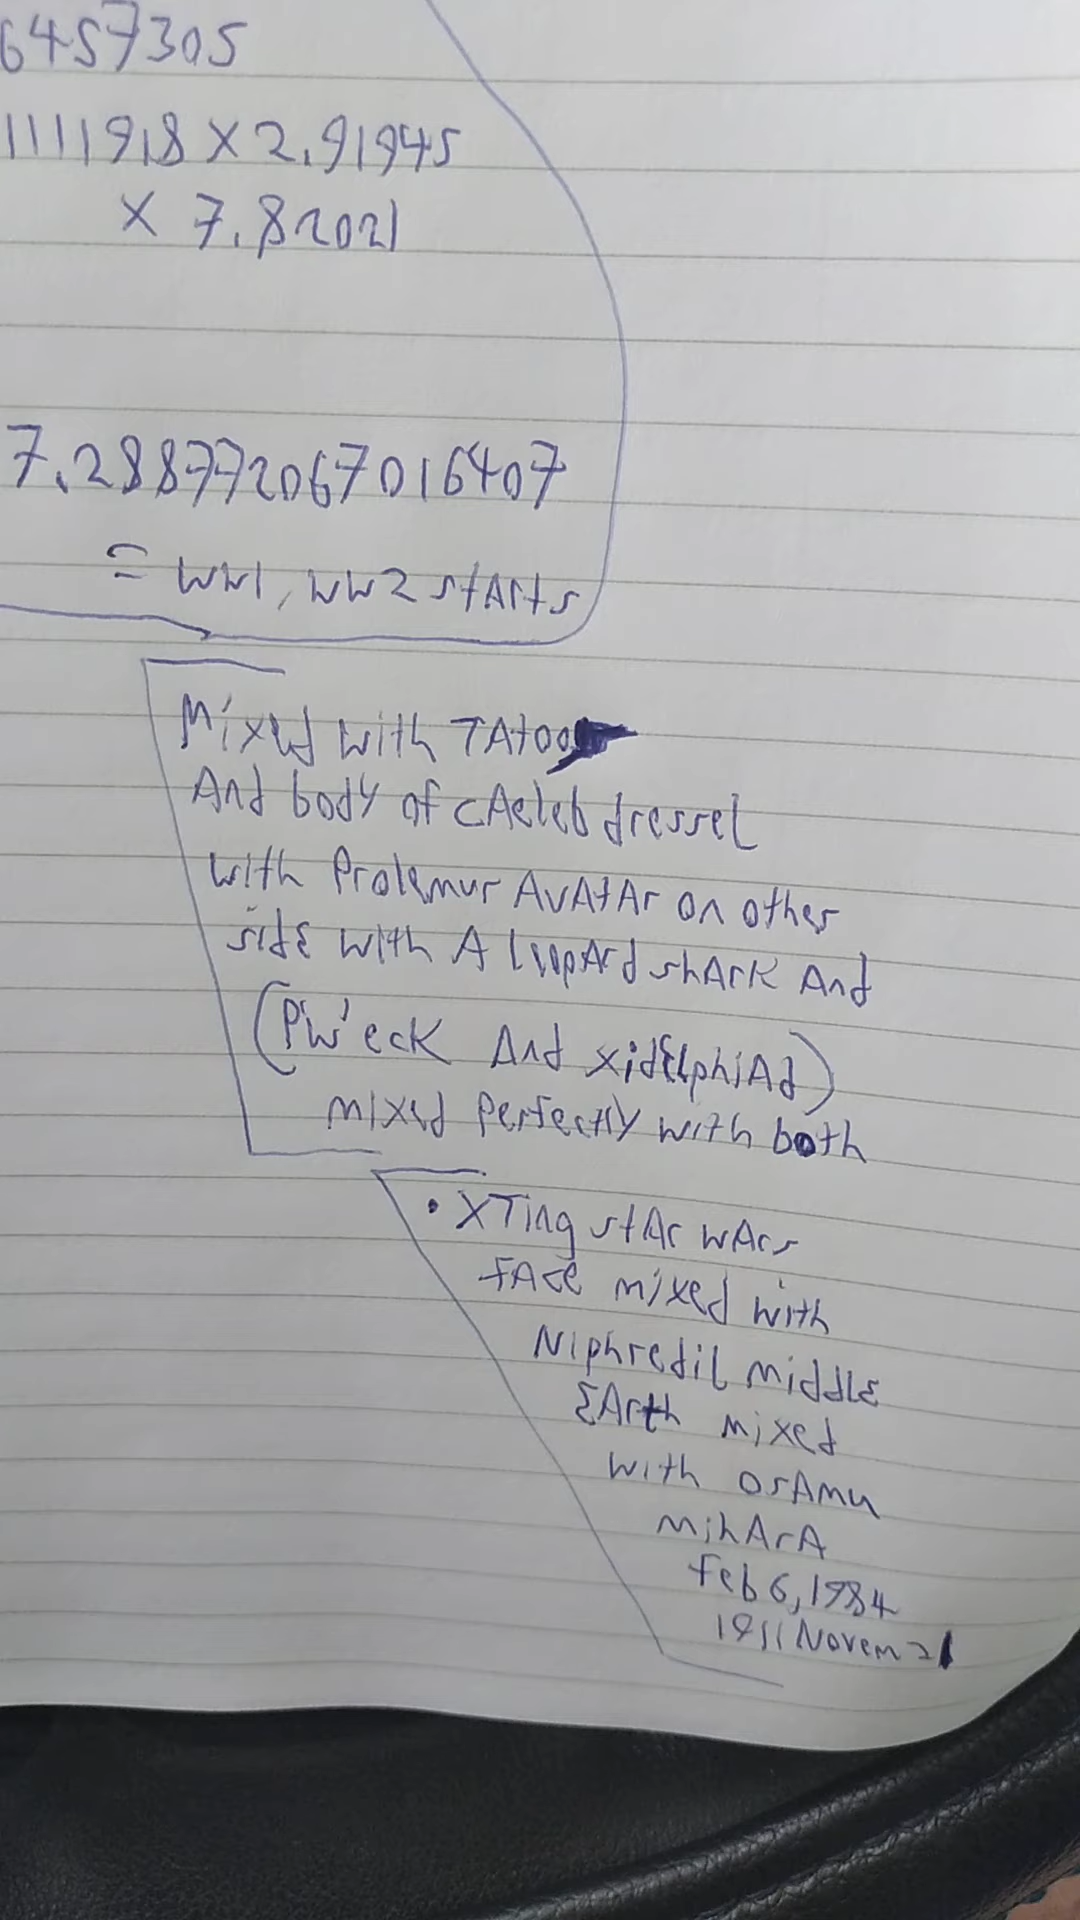 6457305
1111918 X 2.91945
X 7.82021
7.288772067016407
= WW1, WW2 stArts
Mixed with TAtoo
And body of cAeleb dressel
with Prolemur AvAtAr on other
side with A leopArd shArk And
(Pw'eck And xidelphiAd)
mixed perfectly with both
• XTing stAr wArs
fAce mixed with
Niphredil middle
EArth mixed
with osAmu
mihArA
Feb 6, 1984
1911 Novem 21